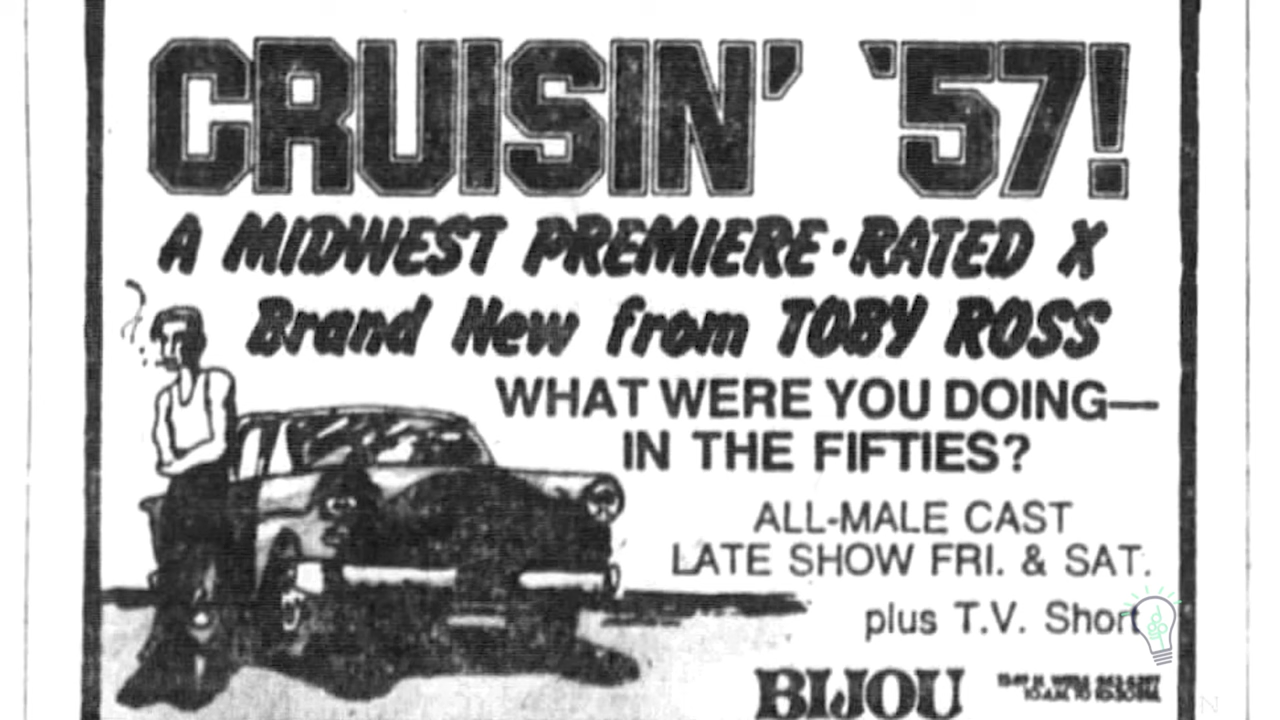 CRUISIN' '57!
A MIDWEST PREMIERE • RATED X
Brand New from TOBY ROSS
WHAT WERE YOU DOING—
IN THE FIFTIES?
ALL-MALE CAST
LATE SHOW FRI. & SAT.
plus T.V. Short
BIJOU